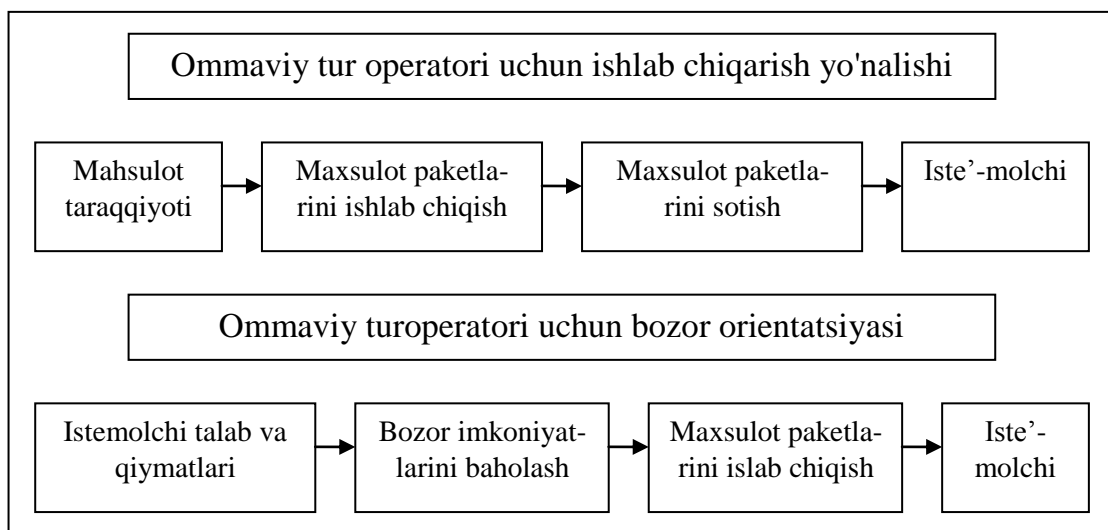 Ommaviy tur operatori uchun ishlab chiqarish yo'nalishi
Mahsulot
taraqqiyoti
Maxsulot paketla-
rini ishlab chiqish
Maxsulot paketla-
rini sotish
Iste’-molchi
Ommaviy turoperatori uchun bozor orientatsiyasi
Istemolchi talab va
qiymatlari
Bozor imkoniyat-
larini baholash
Maxsulot paketla-
rini islab chiqish
Iste’-
molchi